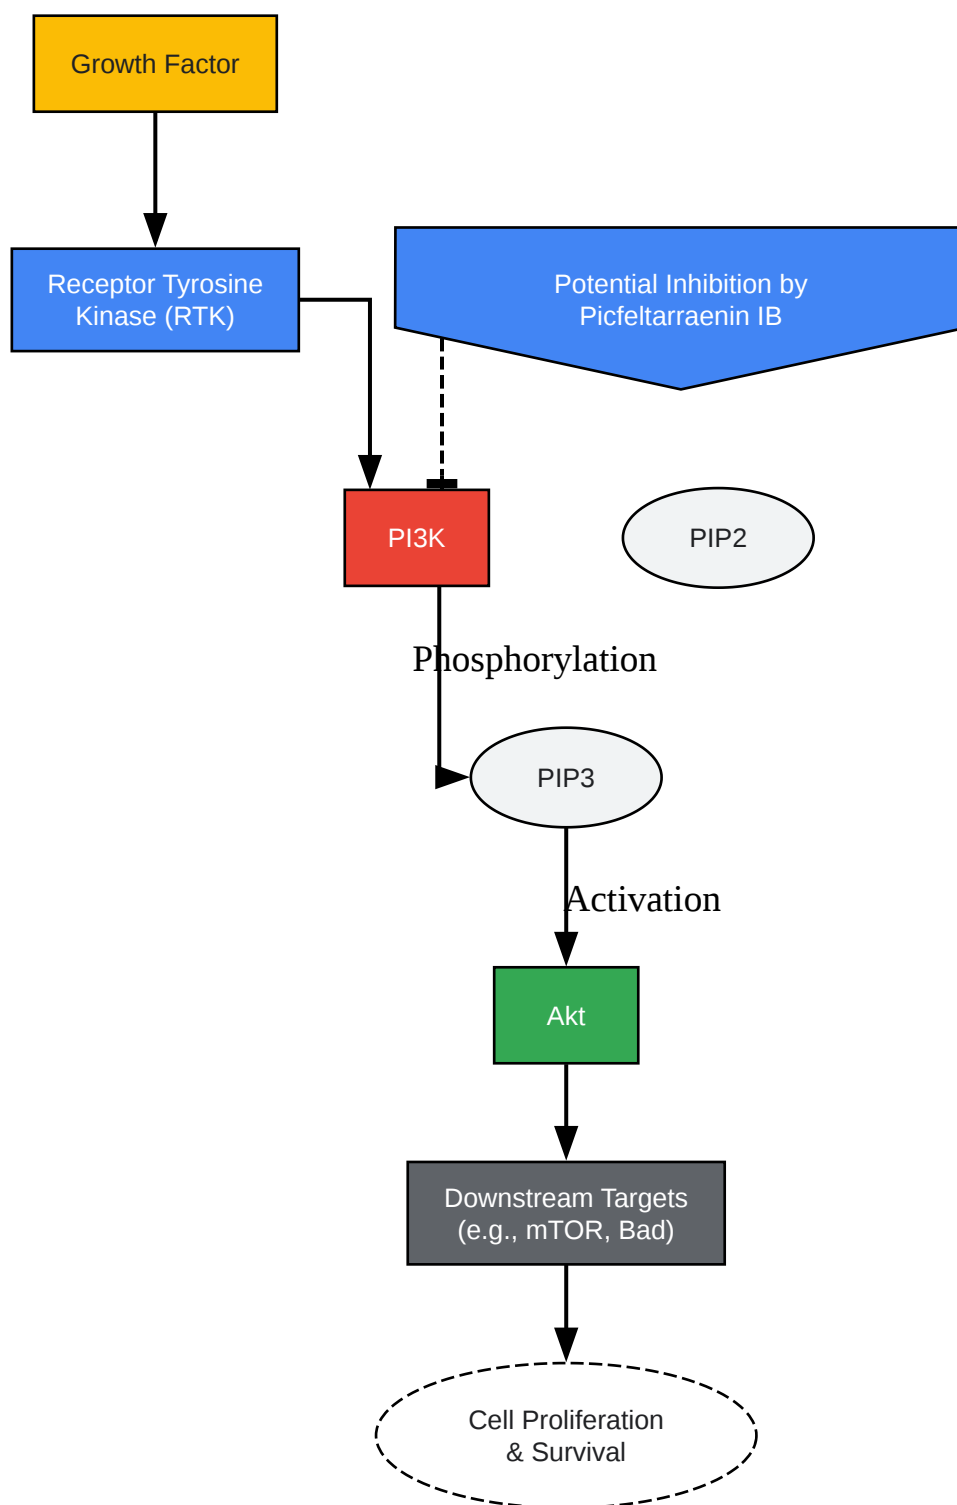 Growth Factor
Receptor Tyrosine
Kinase (RTK)
Potential Inhibition by
Picfeltarraenin IB
PI3K
PIP2
Phosphorylation
PIP3
Activation
Akt
Downstream Targets
(e.g., mTOR, Bad)
Cell Proliferation
& Survival